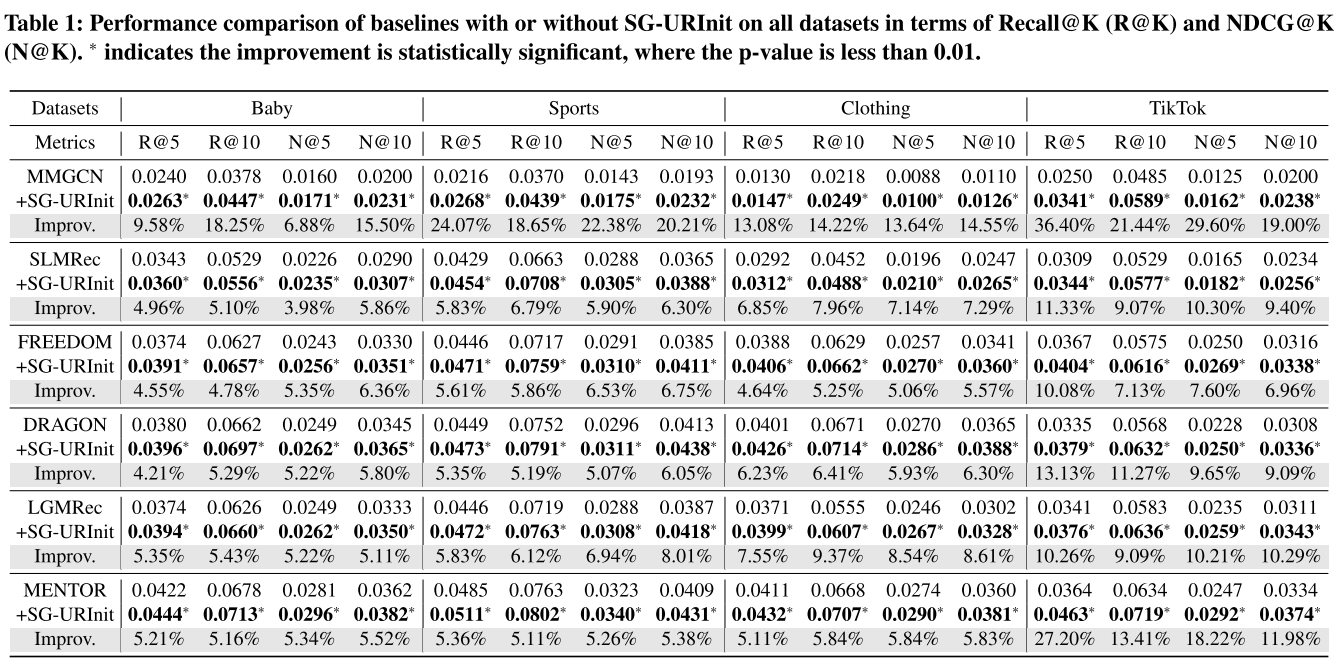 Table 1: Performance comparison of baselines with or without SG-URInit on all datasets in terms of Recall@K (R@K) and NDCG@K
(N@K). * indicates the improvement is statistically significant, where the p-value is less than 0.01.
Datasets Baby Sports Clothing TikTok
Metrics R@5 R@10 N@5 N@10 R@5 R@10 N@5 N@10 R@5 R@10 N@5 N@10 R@5 R@10 N@5 N@10
MMGCN 0.0240 0.0378 0.0160 0.0200 0.0216 0.0370 0.0143 0.0193 0.0130 0.0218 0.0088 0.0110 0.0250 0.0485 0.0125 0.0200
+SG-URInit 0.0263* 0.0447* 0.0171* 0.0231* 0.0268* 0.0439* 0.0175* 0.0232* 0.0147* 0.0249* 0.0100* 0.0126* 0.0341* 0.0589* 0.0162* 0.0238*
Improv. 9.58% 18.25% 6.88% 15.50% 24.07% 18.65% 22.38% 20.21% 13.08% 14.22% 13.64% 14.55% 36.40% 21.44% 29.60% 19.00%
SLMRec 0.0343 0.0529 0.0226 0.0290 0.0429 0.0663 0.0288 0.0365 0.0292 0.0452 0.0196 0.0247 0.0309 0.0529 0.0165 0.0234
+SG-URInit 0.0360* 0.0556* 0.0235* 0.0307* 0.0454* 0.0708* 0.0305* 0.0388* 0.0312* 0.0488* 0.0210* 0.0265* 0.0344* 0.0577* 0.0182* 0.0256*
Improv. 4.96% 5.10% 3.98% 5.86% 5.83% 6.79% 5.90% 6.30% 6.85% 7.96% 7.14% 7.29% 11.33% 9.07% 10.30% 9.40%
FREEDOM 0.0374 0.0627 0.0243 0.0330 0.0446 0.0717 0.0291 0.0385 0.0388 0.0629 0.0257 0.0341 0.0367 0.0575 0.0250 0.0316
+SG-URInit 0.0391* 0.0657* 0.0256* 0.0351* 0.0471* 0.0759* 0.0310* 0.0411* 0.0406* 0.0662* 0.0270* 0.0360* 0.0404* 0.0616* 0.0269* 0.0338*
Improv. 4.55% 4.78% 5.35% 6.36% 5.61% 5.86% 6.53% 6.75% 4.64% 5.25% 5.06% 5.57% 10.08% 7.13% 7.60% 6.96%
DRAGON 0.0380 0.0662 0.0249 0.0345 0.0449 0.0752 0.0296 0.0413 0.0401 0.0671 0.0270 0.0365 0.0335 0.0568 0.0228 0.0308
+SG-URInit 0.0396* 0.0697* 0.0262* 0.0365* 0.0473* 0.0791* 0.0311* 0.0438* 0.0426* 0.0714* 0.0286* 0.0388* 0.0379* 0.0632* 0.0250* 0.0336*
Improv. 4.21% 5.29% 5.22% 5.80% 5.35% 5.19% 5.07% 6.05% 6.23% 6.41% 5.93% 6.30% 13.13% 11.27% 9.65% 9.09%
LGMRec 0.0374 0.0626 0.0249 0.0333 0.0446 0.0719 0.0288 0.0387 0.0371 0.0555 0.0246 0.0302 0.0341 0.0583 0.0235 0.0311
+SG-URInit 0.0394* 0.0660* 0.0262* 0.0350* 0.0472* 0.0763* 0.0308* 0.0418* 0.0399* 0.0607* 0.0267* 0.0328* 0.0376* 0.0636* 0.0259* 0.0343*
Improv. 5.35% 5.43% 5.22% 5.11% 5.83% 6.12% 6.94% 8.01% 7.55% 9.37% 8.54% 8.61% 10.26% 9.09% 10.21% 10.29%
MENTOR 0.0422 0.0678 0.0281 0.0362 0.0485 0.0763 0.0323 0.0409 0.0411 0.0668 0.0274 0.0360 0.0364 0.0634 0.0247 0.0334
+SG-URInit 0.0444* 0.0713* 0.0296* 0.0382* 0.0511* 0.0802* 0.0340* 0.0431* 0.0432* 0.0707* 0.0290* 0.0381* 0.0463* 0.0719* 0.0292* 0.0374*
Improv. 5.21% 5.16% 5.34% 5.52% 5.36% 5.11% 5.26% 5.38% 5.11% 5.84% 5.84% 5.83% 27.20% 13.41% 18.22% 11.98%